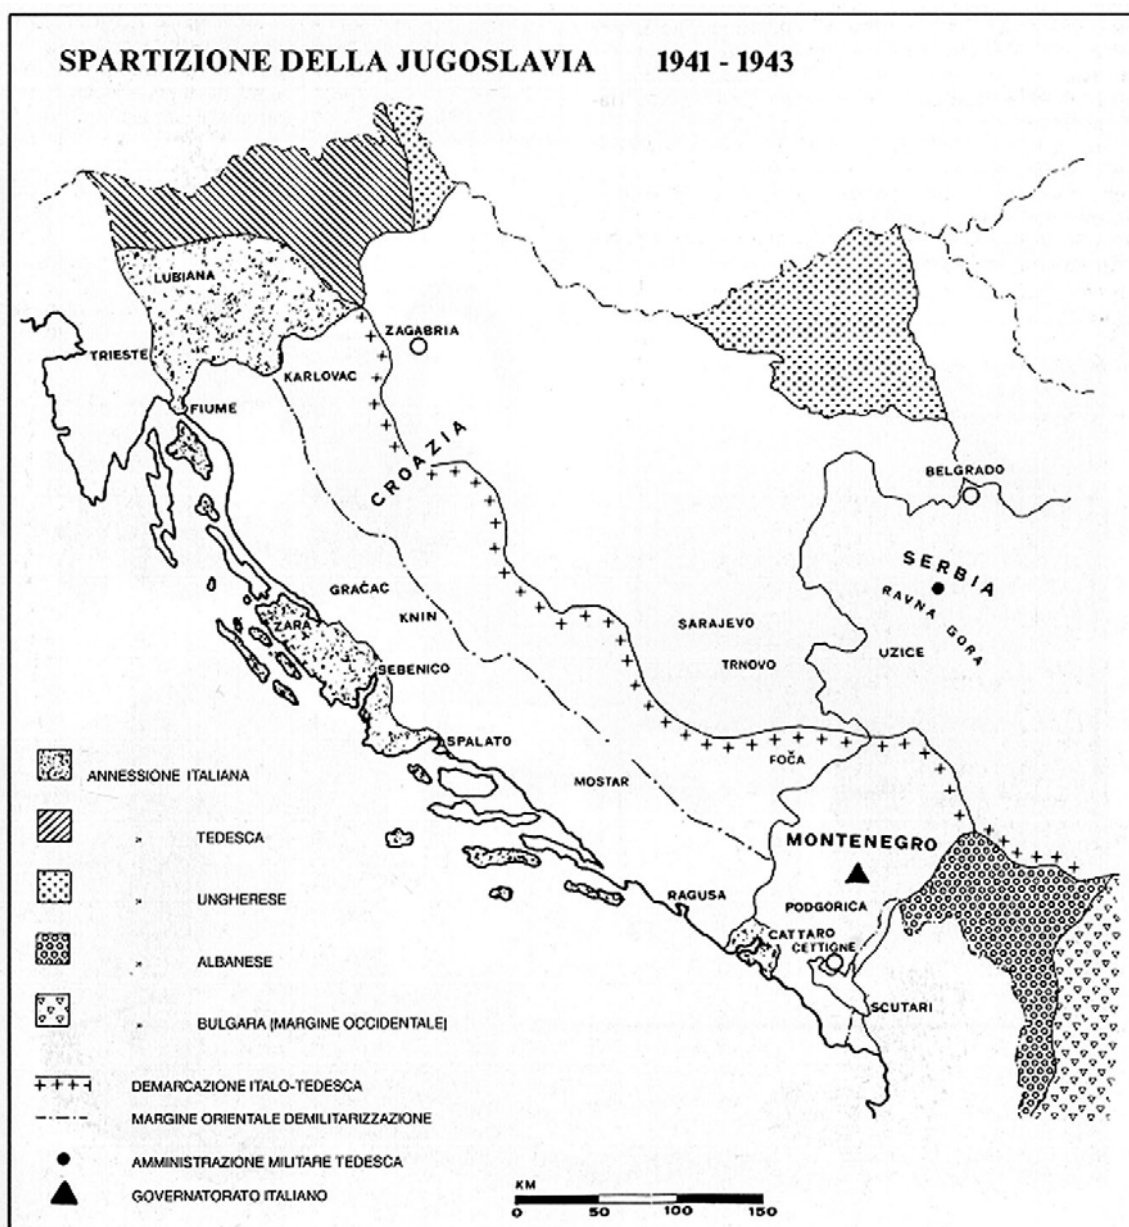 SPARTIZIONE DELLA JUGOSLAVIA 1941 - 1943
LUBIANA
TRIESTE
ZAGABRIA
KARLOVAC
FIUME
CROAZIA
BELGRADO
SERBIA
RAVNA GORA
UZICE
GRAČAC
KNIN
ZARA
SARAJEVO
TRNOVO
SEBENICO
SPALATO
FOČA
MOSTAR
MONTENEGRO
RAGUSA
PODGORICA
CATTARO
CETTIGNE
SCUTARI
ANNESSIONE ITALIANA
" TEDESCA
" UNGHERESE
" ALBANESE
" BULGARA (MARGINE OCCIDENTALE)
DEMARCAZIONE ITALO-TEDESCA
MARGINE ORIENTALE DEMILITARIZZAZIONE
AMMINISTRAZIONE MILITARE TEDESCA
GOVERNATORATO ITALIANO
KM
0 50 100 150